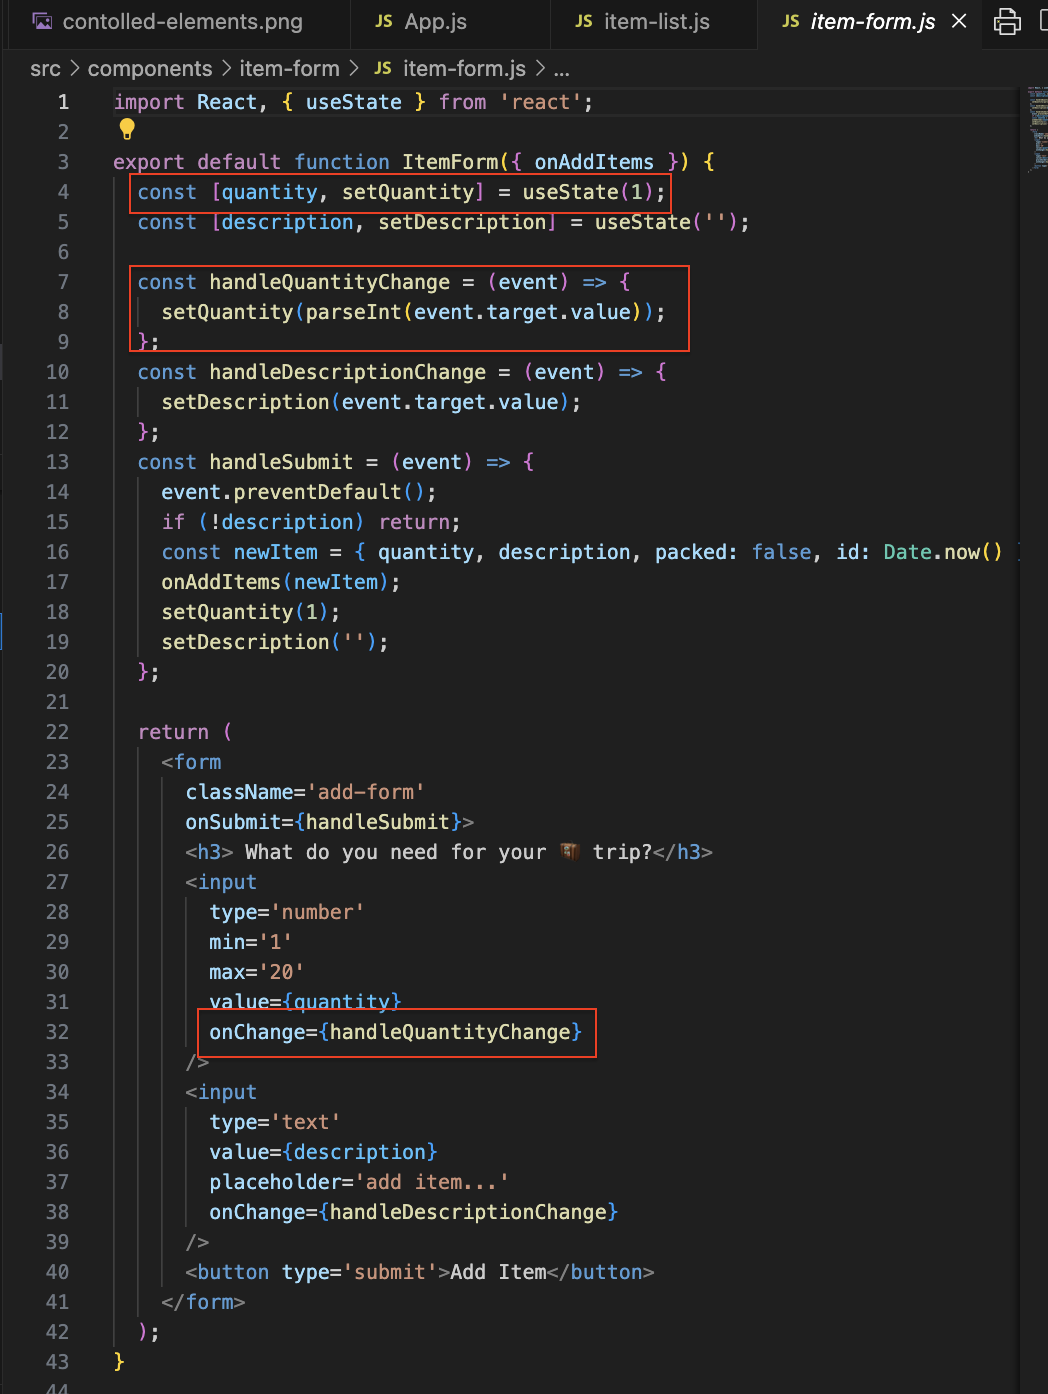 contolled-elements.png JS App.js JS item-list.js JS item-form.js
src > components > item-form > JS item-form.js > ...
1 import React, { useState } from 'react';
2
3 export default function ItemForm({ onAddItems }) {
4 const [quantity, setQuantity] = useState(1);
5 const [description, setDescription] = useState('');
6
7 const handleQuantityChange = (event) => {
8 setQuantity(parseInt(event.target.value));
9 };
10 const handleDescriptionChange = (event) => {
11 setDescription(event.target.value);
12 };
13 const handleSubmit = (event) => {
14 event.preventDefault();
15 if (!description) return;
16 const newItem = { quantity, description, packed: false, id: Date.now()
17 onAddItems(newItem);
18 setQuantity(1);
19 setDescription('');
20 };
21
22 return (
23 <form
24 className='add-form'
25 onSubmit={handleSubmit}>
26 <h3> What do you need for your 🧳 trip?</h3>
27 <input
28 type='number'
29 min='1'
30 max='20'
31 value={quantity}
32 onChange={handleQuantityChange}
33 />
34 <input
35 type='text'
36 value={description}
37 placeholder='add item...'
38 onChange={handleDescriptionChange}
39 />
40 <button type='submit'>Add Item</button>
41 </form>
42 );
43 }
44